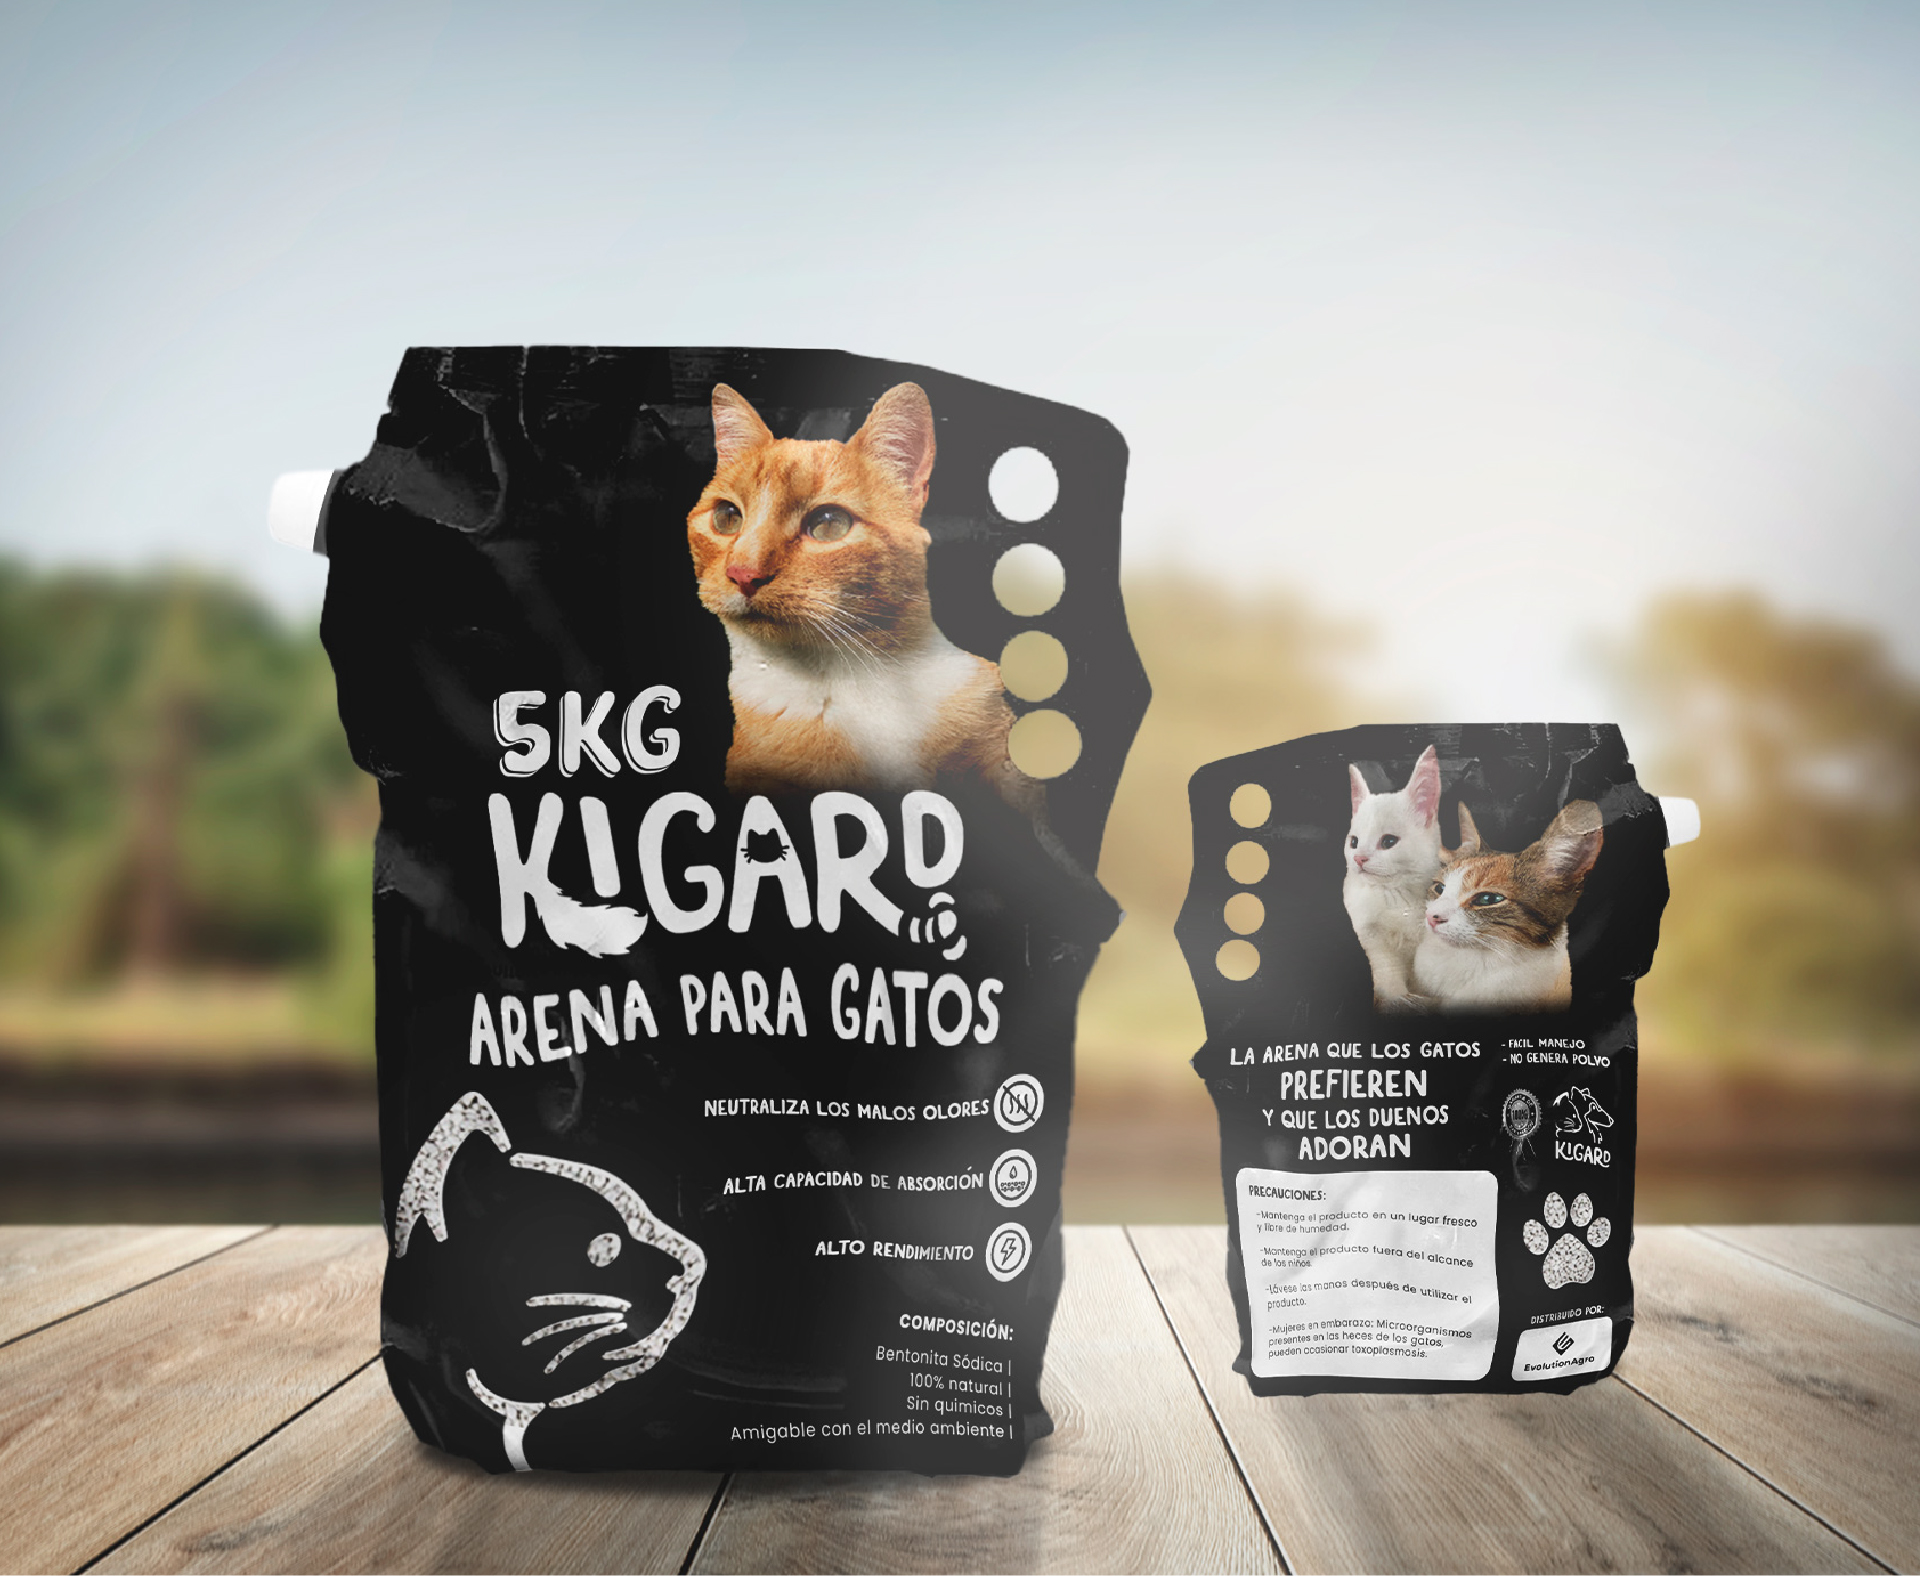 5KG
KIGARD
ARENA PARA GATOS
NEUTRALIZA LOS MALOS OLORES
ALTA CAPACIDAD DE ABSORCIÓN
ALTO RENDIMIENTO
COMPOSICIÓN:
Bentonita Sódica |
100% natural |
Sin quimicos |
Amigable con el medio ambiente |
LA ARENA QUE LOS GATOS
PREFIEREN
Y QUE LOS DUENOS
ADORAN
- FACIL MANEJO
- NO GENERA POLVO
100%
KIGARD
PRECAUCIONES:
-Mantenga el producto en un lugar fresco
y libre de humedad.
-Mantenga el producto fuera del alcance
de los niños.
-Lávese las manos después de utilizar el
producto.
-Mujeres en embarazo: Microorganismos
presentes en las heces de los gatos,
pueden ocasionar toxoplasmosis.
DISTRIBUIDO POR:
EvolutionAgro